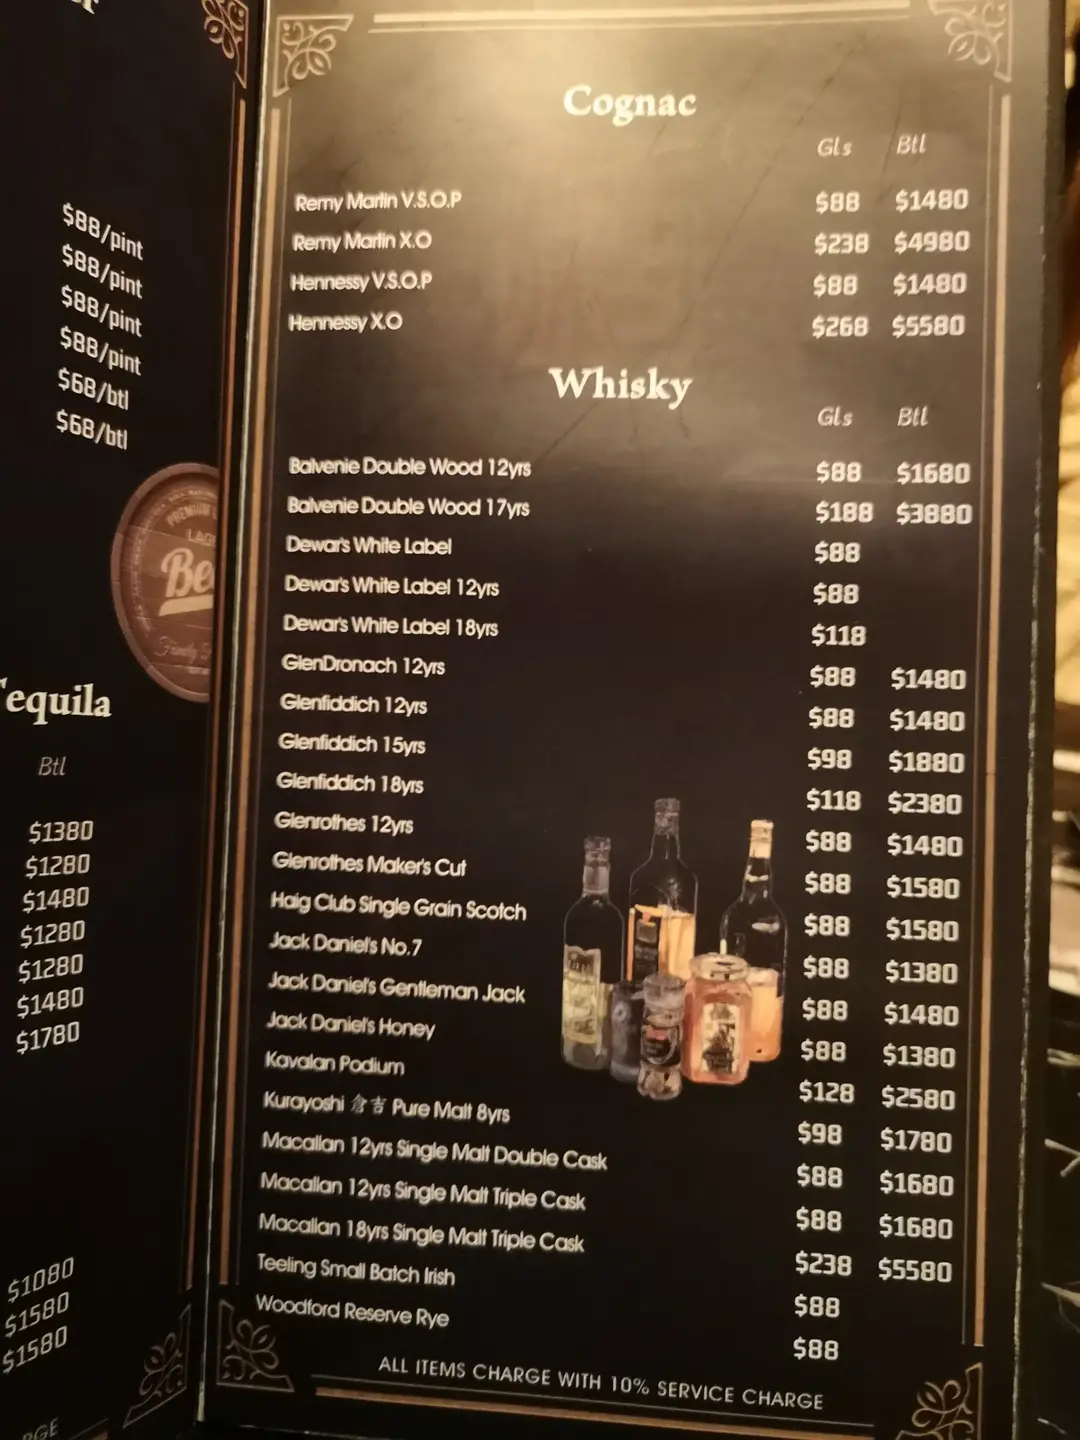 $88/pint
$88/pint
$88/pint
$88/pint
$68/btl
$68/btl
PREMIUM
Tequila
Btl
$1380
$1280
$1480
$1280
$1280
$1480
$1780
$1080
$1580
$1580
Cognac
Gls Btl
Remy Martin V.S.O.P $88 $1480
Remy Martin X.O $238 $4980
Hennessy V.S.O.P $88 $1480
Hennessy X.O $268 $5580
Whisky
Gls Btl
Balvenie Double Wood 12yrs $88 $1680
Balvenie Double Wood 17yrs $188 $3880
Dewar's White Label $88
Dewar's White Label 12yrs $88
Dewar's White Label 18yrs $118
GlenDronach 12yrs $88 $1480
Glenfiddich 12yrs $88 $1480
Glenfiddich 15yrs $98 $1880
Glenfiddich 18yrs $118 $2380
Glenrothes 12yrs $88 $1480
Glenrothes Maker's Cut $88 $1580
Haig Club Single Grain Scotch $88 $1580
Jack Daniel's No.7 $88 $1380
Jack Daniel's Gentleman Jack $88 $1480
Jack Daniel's Honey $88 $1380
Kavalan Podium $128 $2580
Kurayoshi 倉吉 Pure Malt 8yrs $98 $1780
Macallan 12yrs Single Malt Double Cask $88 $1680
Macallan 12yrs Single Malt Triple Cask $88 $1680
Macallan 18yrs Single Malt Triple Cask $238 $5580
Teeling Small Batch Irish $88
Woodford Reserve Rye $88
ALL ITEMS CHARGE WITH 10% SERVICE CHARGE